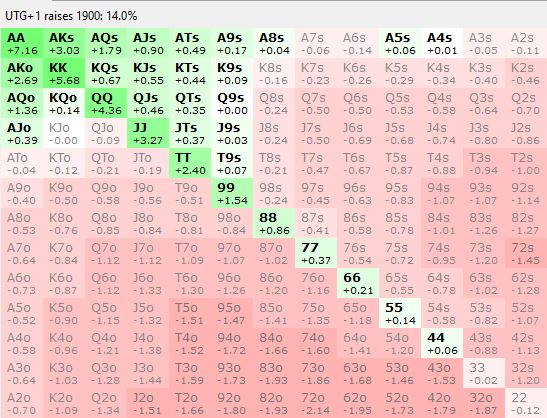 UTG+1 raises 1900: 14.0%
AA AKs AQs AJs ATs A9s A8s A7s A6s A5s A4s A3s A2s
+7.16 +3.03 +1.79 +0.90 +0.49 +0.17 +0.04 -0.06 -0.14 +0.06 +0.01 -0.05 -0.11
AKo KK KQs KJs KTs K9s K8s K7s K6s K5s K4s K3s K2s
+2.69 +5.68 +0.67 +0.55 +0.44 +0.09 -0.16 -0.23 -0.26 -0.29 -0.34 -0.40 -0.46
AQo KQo QQ QJs QTs Q9s Q8s Q7s Q6s Q5s Q4s Q3s Q2s
+1.36 +0.14 +4.36 +0.46 +0.35 +0.00 -0.24 -0.50 -0.50 -0.53 -0.58 -0.64 -0.70
AJo KJo QJo JJ JTs J9s J8s J7s J6s J5s J4s J3s J2s
+0.39 -0.00 -0.09 +3.27 +0.37 +0.03 -0.24 -0.50 -0.69 -0.68 -0.74 -0.80 -0.86
ATo KTo QTo JTo TT T9s T8s T7s T6s T5s T4s T3s T2s
-0.04 -0.12 -0.21 -0.19 +2.40 +0.07 -0.21 -0.47 -0.67 -0.87 -0.88 -0.94 -1.00
A9o K9o Q9o J9o T9o 99 98s 97s 96s 95s 94s 93s 92s
-0.40 -0.50 -0.58 -0.56 -0.51 +1.54 -0.24 -0.45 -0.63 -0.83 -1.07 -1.07 -1.14
A8o K8o Q8o J8o T8o 98o 88 87s 86s 85s 84s 83s 82s
-0.53 -0.76 -0.85 -0.84 -0.81 -0.84 +0.86 -0.41 -0.58 -0.78 -1.01 -1.26 -1.27
A7o K7o Q7o J7o T7o 97o 87o 77 76s 75s 74s 73s 72s
-0.64 -0.84 -1.12 -1.12 -1.09 -1.07 -1.02 +0.37 -0.54 -0.72 -0.95 -1.20 -1.45
A6o K6o Q6o J6o T6o 96o 86o 76o 66 65s 64s 63s 62s
-0.73 -0.87 -1.12 -1.33 -1.30 -1.26 -1.20 -1.16 +0.21 -0.55 -0.78 -1.02 -1.28
A5o K5o Q5o J5o T5o 95o 85o 75o 65o 55 54s 53s 52s
-0.52 -0.90 -1.15 -1.32 -1.51 -1.47 -1.41 -1.35 -1.18 +0.14 -0.58 -0.82 -1.07
A4o K4o Q4o J4o T4o 94o 84o 74o 64o 54o 44 43s 42s
-0.58 -0.96 -1.21 -1.38 -1.52 -1.72 -1.66 -1.60 -1.41 -1.20 +0.06 -0.88 -1.13
A3o K3o Q3o J3o T3o 93o 83o 73o 63o 53o 43o 33 32s
-0.64 -1.03 -1.28 -1.44 -1.59 -1.73 -1.93 -1.86 -1.68 -1.46 -1.53 -0.02 -1.20
A2o K2o Q2o J2o T2o 92o 82o 72o 62o 52o 42o 32o 22
-0.70 -1.09 -1.34 -1.51 -1.66 -1.80 -1.93 -2.14 -1.95 -1.73 -1.79 -0.12